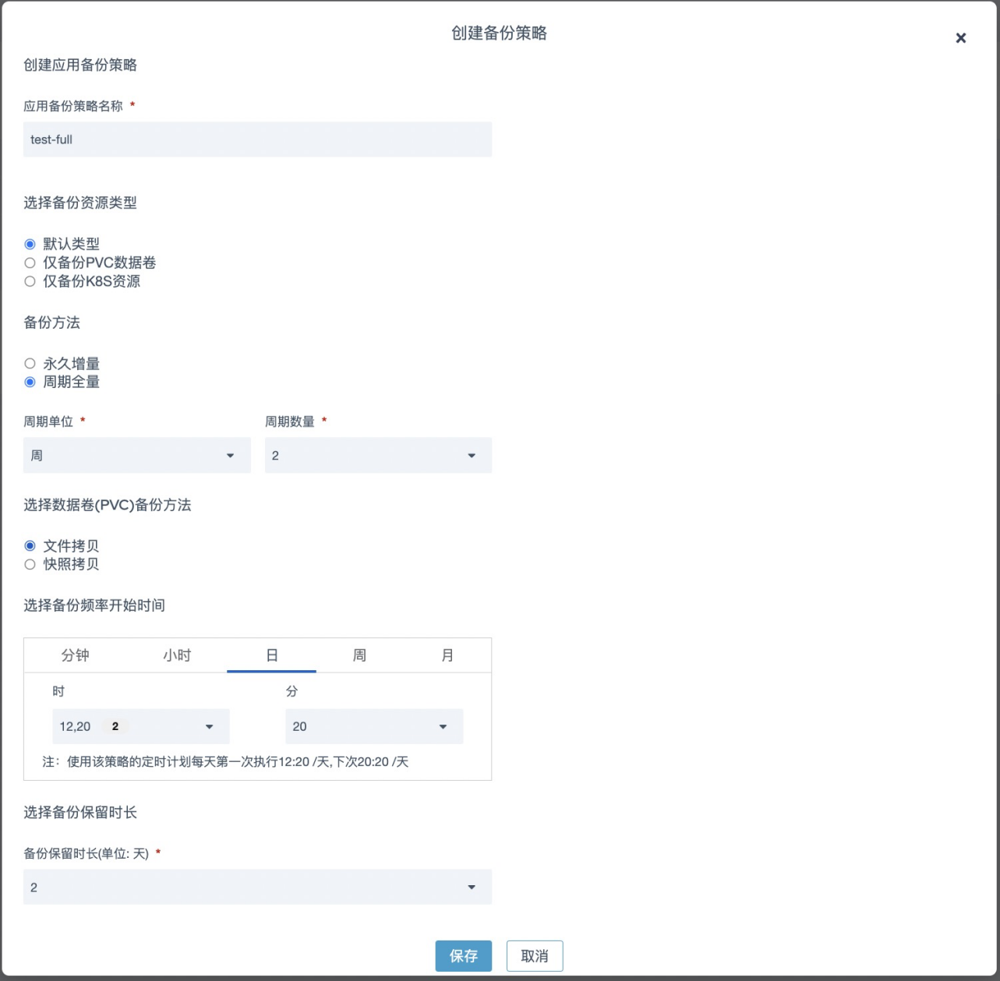 创建备份策略
创建应用备份策略
应用备份策略名称 *
test-full
选择备份资源类型
默认类型
仅备份PVC数据卷
仅备份K8S资源
备份方法
永久增量
周期全量
周期单位 * 周期数量 *
周 2
选择数据卷(PVC)备份方法
文件拷贝
快照拷贝
选择备份频率开始时间
分钟 小时 日 周 月
时 分
12,20 2 20
注：使用该策略的定时计划每天第一次执行12:20 /天,下次20:20 /天
选择备份保留时长
备份保留时长(单位: 天) *
2
保存 取消